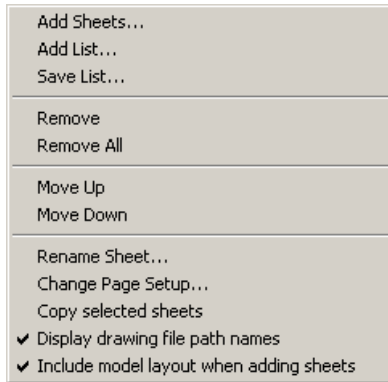 Add Sheets...
Add List...
Save List...
Remove
Remove All
Move Up
Move Down
Rename Sheet...
Change Page Setup...
Copy selected sheets
Display drawing file path names
Include model layout when adding sheets